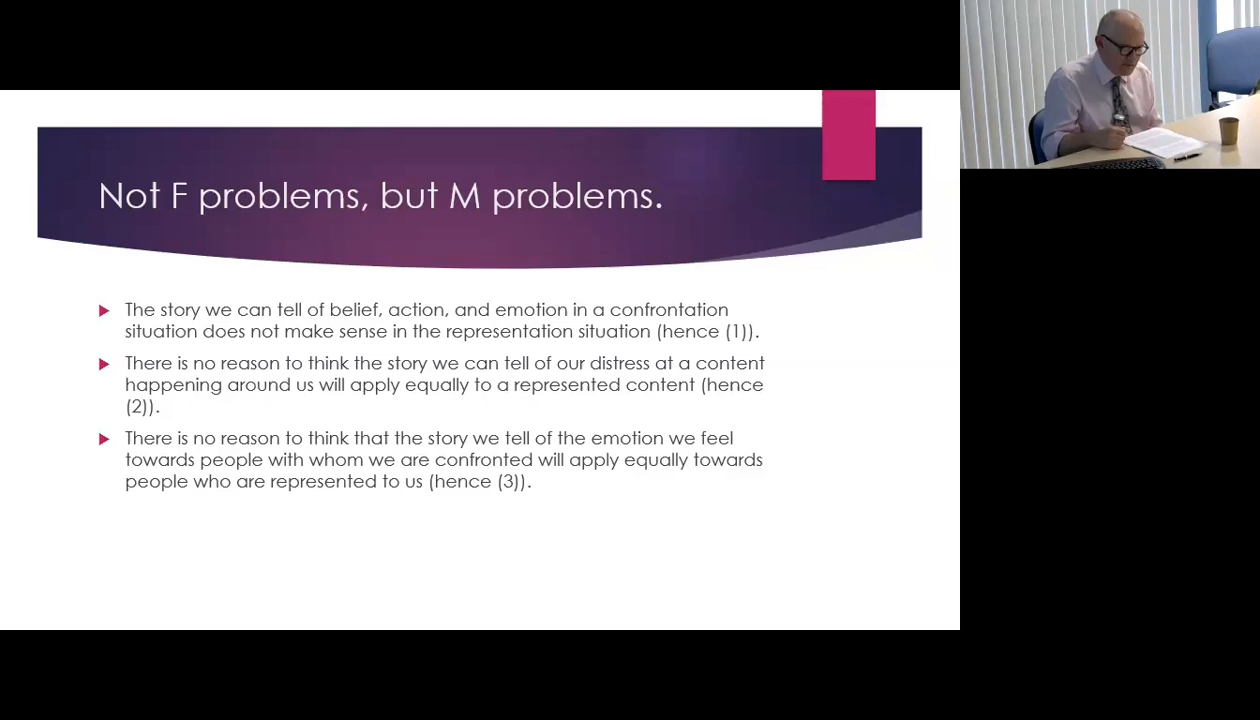 Not F problems, but M problems.
The story we can tell of belief, action, and emotion in a confrontation
situation does not make sense in the representation situation (hence (1)).
There is no reason to think the story we can tell of our distress at a content
happening around us will apply equally to a represented content (hence
(2)).
There is no reason to think that the story we tell of the emotion we feel
towards people with whom we are confronted will apply equally towards
people who are represented to us (hence (3)).